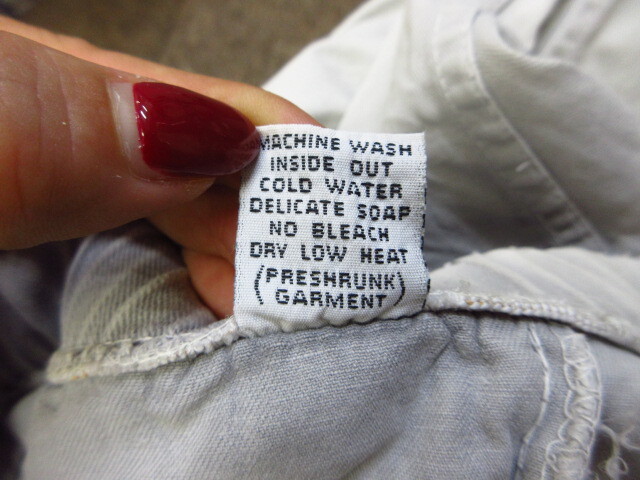 MACHINE WASH
INSIDE OUT
COLD WATER
DELICATE SOAP
NO BLEACH
DRY LOW HEAT
(PRESHRUNK)
( GARMENT )